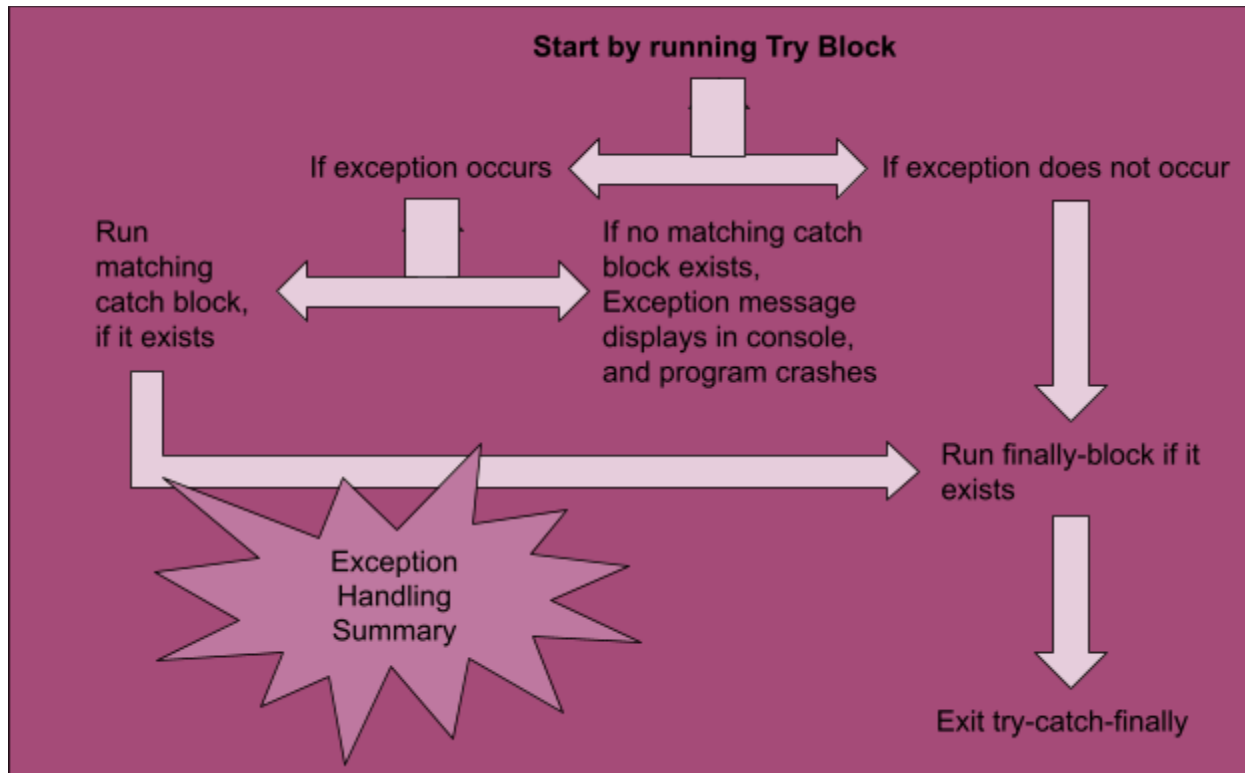 Start by running Try Block
If exception occurs
If exception does not occur
Run
matching
catch block,
if it exists
If no matching catch
block exists,
Exception message
displays in console,
and program crashes
Run finally-block if it
exists
Exception
Handling
Summary
Exit try-catch-finally